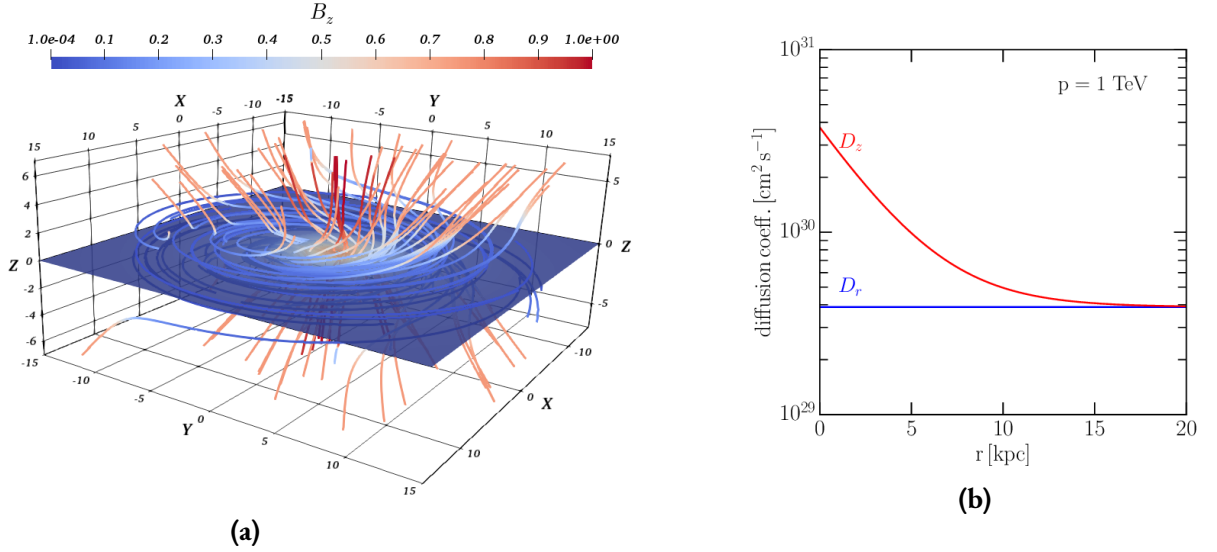 B_z
1.0e-04 0.1 0.2 0.3 0.4 0.5 0.6 0.7 0.8 0.9 1.0e+00
X Y
15 10 5 0 -5 -10 -15 -10 -5 0 5 10 15
6 4 2 0 -2 -4 -6
Z
5 0 -5
Z
-15 -10 -5 0 5 10 15
Y
-10 0 10
X
(a)
10^31
10^30
10^29
diffusion coeff. [cm² s⁻¹]
p = 1 TeV
D_z
D_r
0 5 10 15 20
r [kpc]
(b)